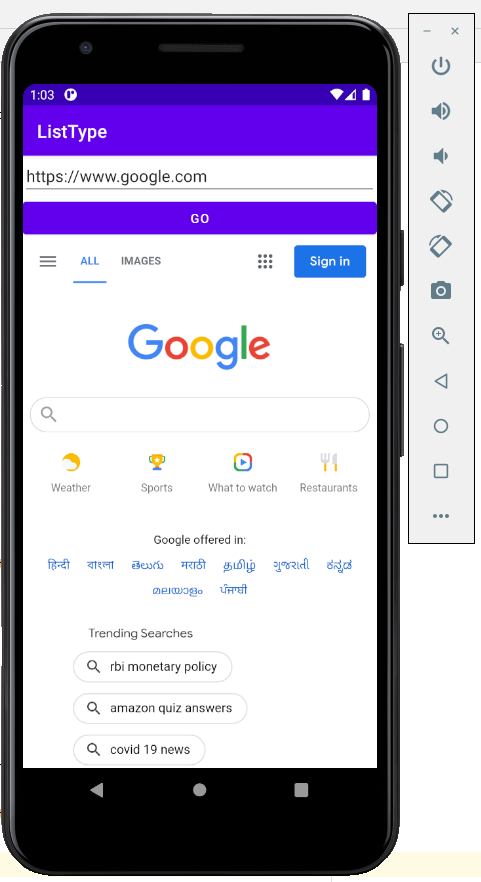 1:03
ListType
https://www.google.com
GO
ALL IMAGES Sign in
Google
Weather Sports What to watch Restaurants
Google offered in:
हिन्दी বাংলা తెలుగు मराठी தமிழ் ગુજરાતી ಕನ್ನಡ
മലയാളം ਪੰਜਾਬੀ
Trending Searches
rbi monetary policy
amazon quiz answers
covid 19 news